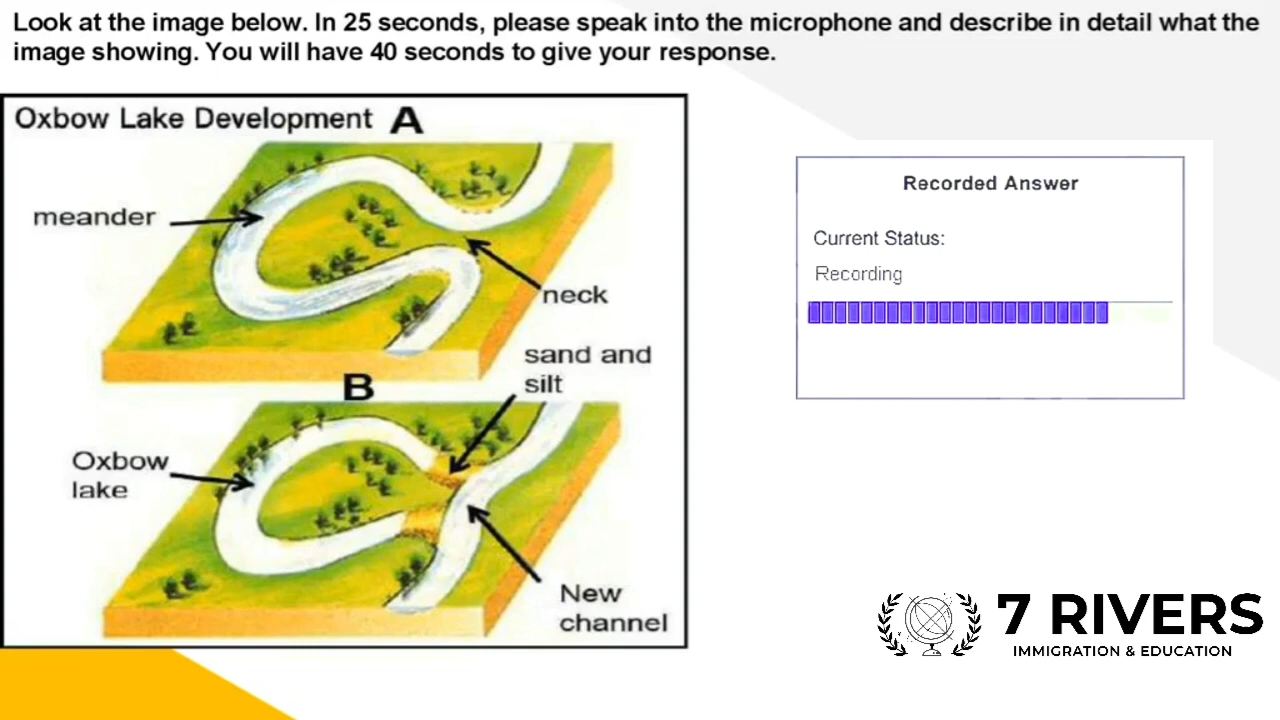 Look at the image below. In 25 seconds, please speak into the microphone and describe in detail what the
image showing. You will have 40 seconds to give your response.
Oxbow Lake Development A
meander
neck
sand and
silt
B
Oxbow
lake
New
channel
Recorded Answer
Current Status:
Recording
7 RIVERS
IMMIGRATION & EDUCATION